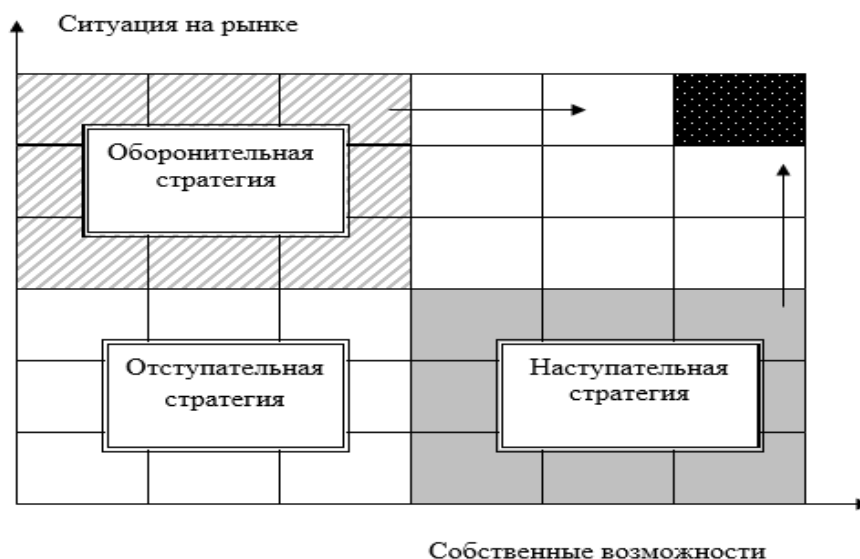 Ситуация на рынке
Оборонительная
стратегия
Отступательная
стратегия
Наступательная
стратегия
Собственные возможности